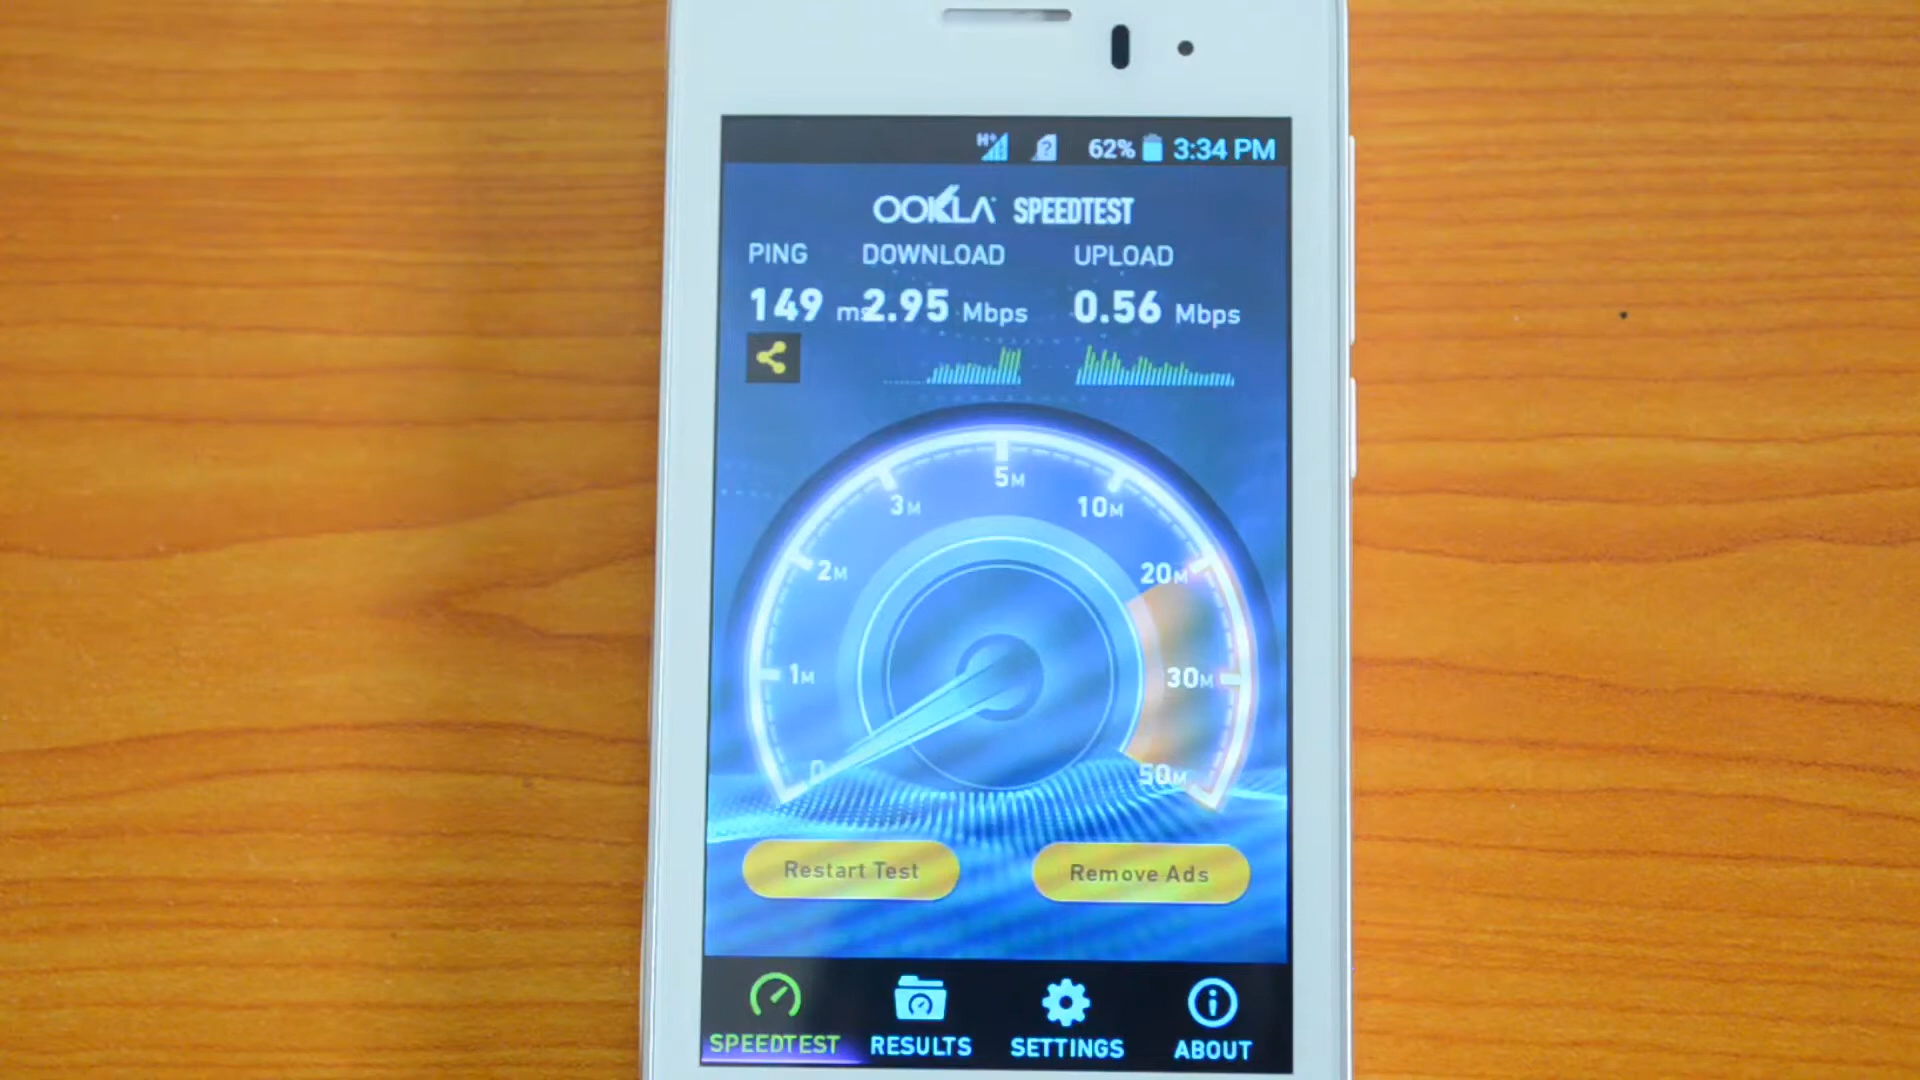 H+ ? 62% 3:34 PM
OOKLA SPEEDTEST
PING DOWNLOAD UPLOAD
149 ms 2.95 Mbps 0.56 Mbps
5M
3M 10M
2M 20M
1M 30M
0 50M
Restart Test Remove Ads
SPEEDTEST RESULTS SETTINGS ABOUT